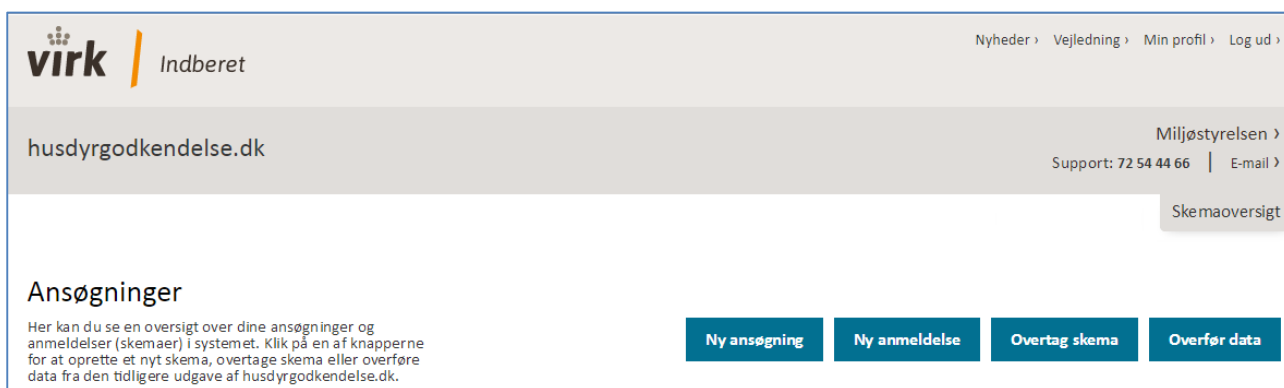 virk Indberet
Nyheder › Vejledning › Min profil › Log ud ›
husdyrgodkendelse.dk
Miljøstyrelsen ›
Support: 72 54 44 66 | E-mail ›
Skemaoversigt
Ansøgninger
Her kan du se en oversigt over dine ansøgninger og
anmeldelser (skemaer) i systemet. Klik på en af knapperne
for at oprette et nyt skema, overtage skema eller overføre
data fra den tidligere udgave af husdyrgodkendelse.dk.
Ny ansøgning Ny anmeldelse Overtag skema Overfør data